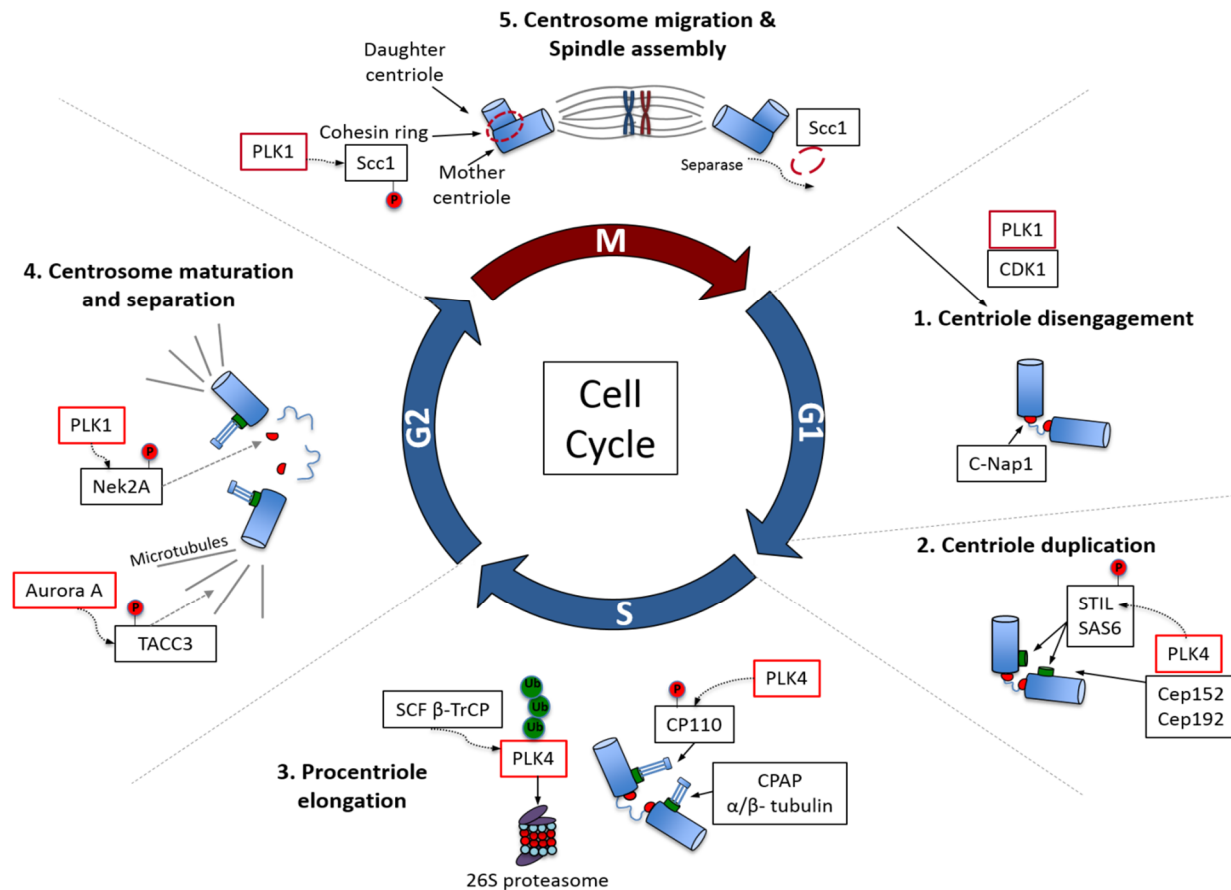 5. Centrosome migration &
Spindle assembly
Daughter
centriole
Cohesin ring
PLK1
Scc1
P
Mother
centriole
Scc1
Separase
M
PLK1
CDK1
1. Centriole disengagement
C-Nap1
G1
Cell
Cycle
2. Centriole duplication
P
STIL
SAS6
PLK4
Cep152
Cep192
S
3. Procentriole
elongation
SCF β-TrCP
Ub
Ub
Ub
PLK4
26S proteasome
PLK4
P
CP110
CPAP
α/β- tubulin
G2
4. Centrosome maturation
and separation
PLK1
P
Nek2A
Microtubules
Aurora A
P
TACC3